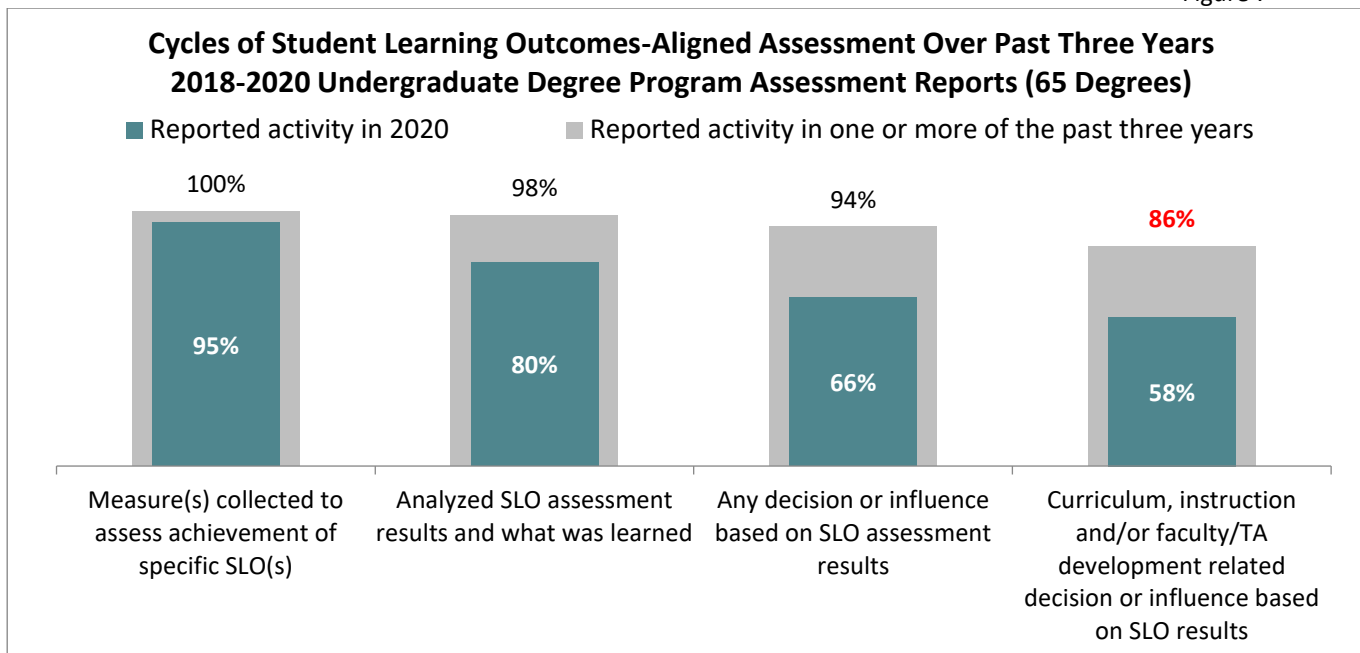 Cycles of Student Learning Outcomes-Aligned Assessment Over Past Three Years
2018-2020 Undergraduate Degree Program Assessment Reports (65 Degrees)
Reported activity in 2020
Reported activity in one or more of the past three years
100%
98%
94%
86%
95%
80%
66%
58%
Measure(s) collected to
assess achievement of
specific SLO(s)
Analyzed SLO assessment
results and what was learned
Any decision or influence
based on SLO assessment
results
Curriculum, instruction
and/or faculty/TA
development related
decision or influence based
on SLO results